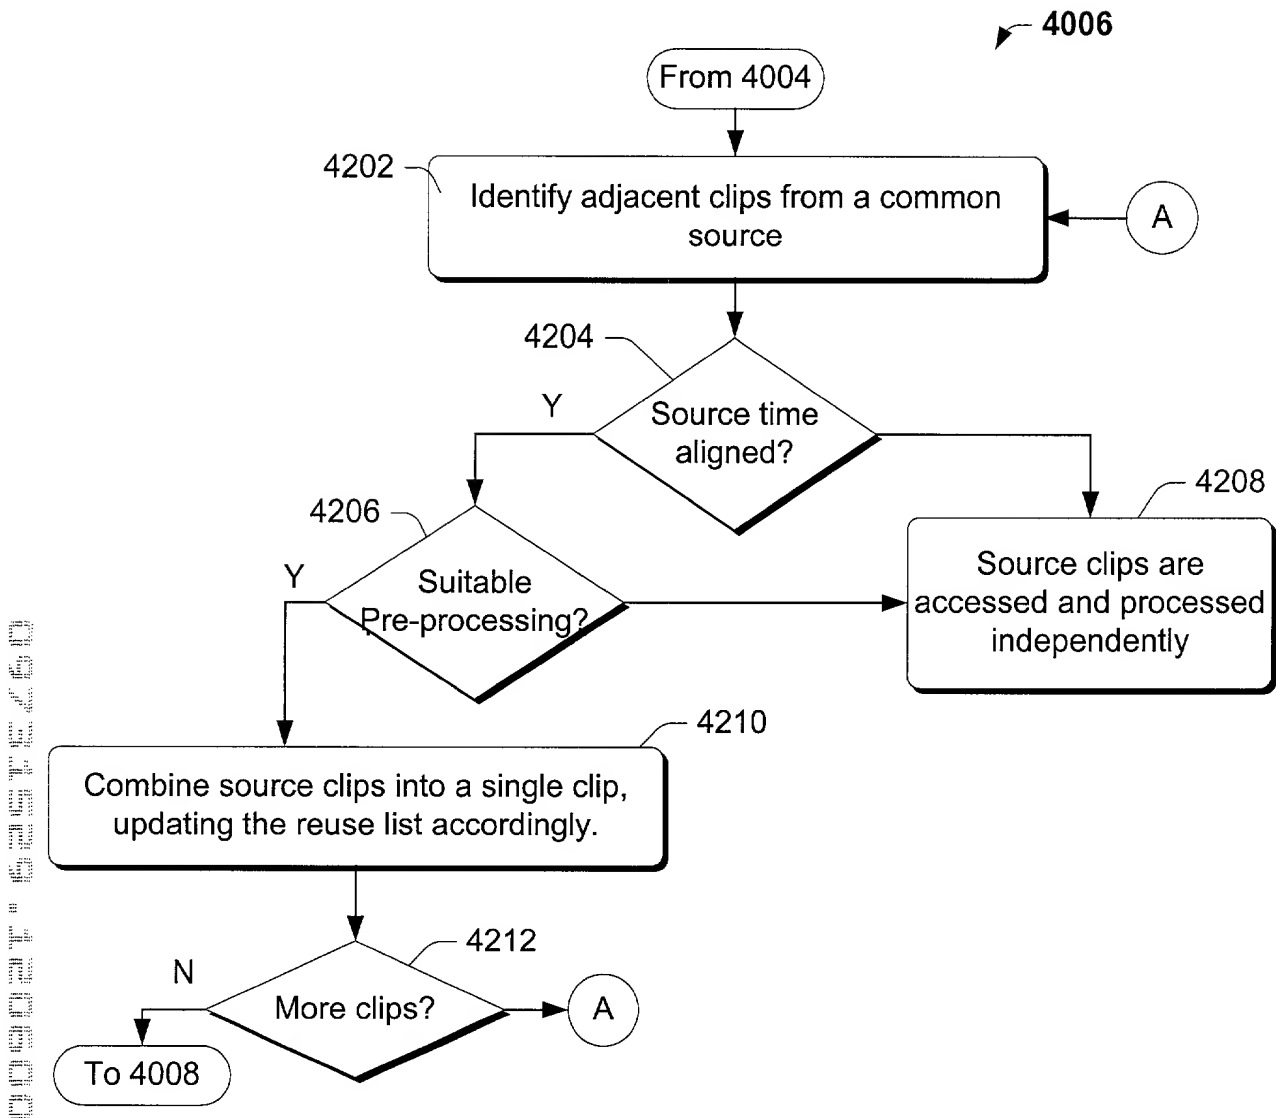 4006
From 4004
4202
Identify adjacent clips from a common
source
A
4204
Y
Source time
aligned?
4208
Source clips are
accessed and processed
independently
4206
Y
Suitable
Pre-processing?
4210
Combine source clips into a single clip,
updating the reuse list accordingly.
4212
N
More clips?
A
To 4008